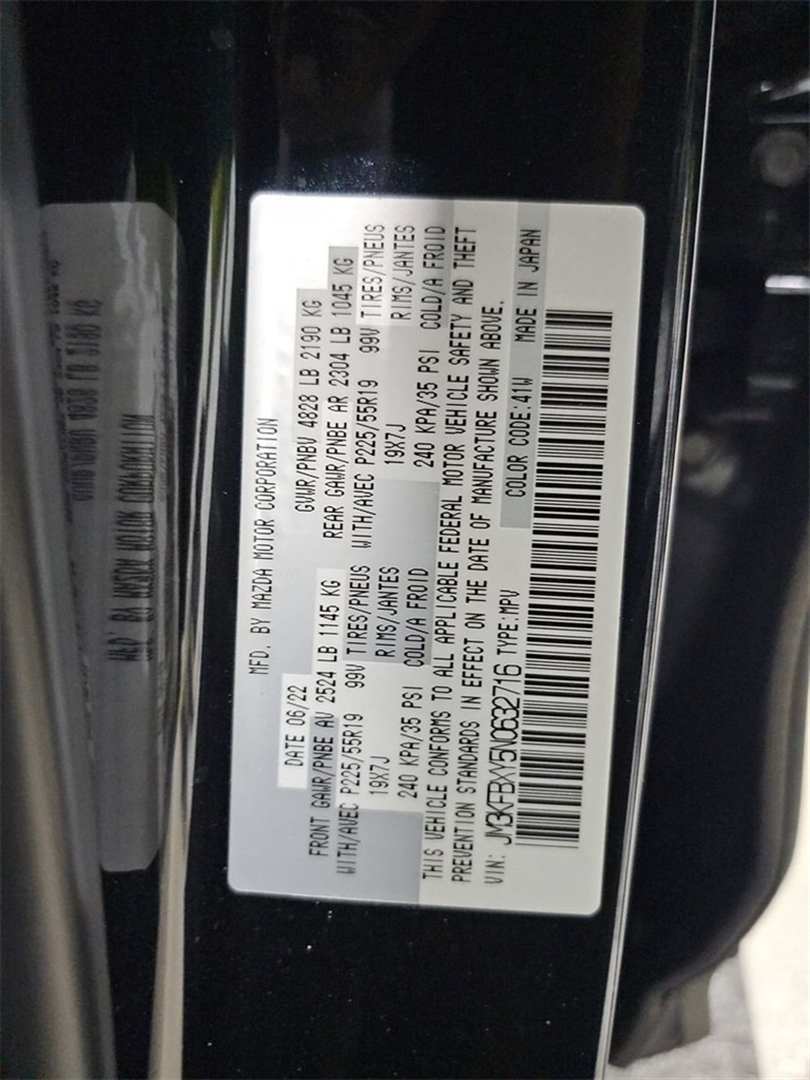 MFD. BY MAZDA MOTOR CORPORATION
DATE 06/22 GVWR/PNBV 4828 LB 2190 KG
FRONT GAWR/PNBE AV 2524 LB 1145 KG REAR GAWR/PNBE AR 2304 LB 1045 KG
WITH/AVEC P225/55R19 99V TIRES/PNEUS WITH/AVEC P225/55R19 99V TIRES/PNEUS
19X7J RIMS/JANTES 19X7J RIMS/JANTES
240 KPA/35 PSI COLD/A FROID 240 KPA/35 PSI COLD/A FROID
THIS VEHICLE CONFORMS TO ALL APPLICABLE FEDERAL MOTOR VEHICLE SAFETY AND THEFT
PREVENTION STANDARDS IN EFFECT ON THE DATE OF MANUFACTURE SHOWN ABOVE.
VIN: JM3KFBXY5N0632716 TYPE:MPV COLOR CODE:41W MADE IN JAPAN